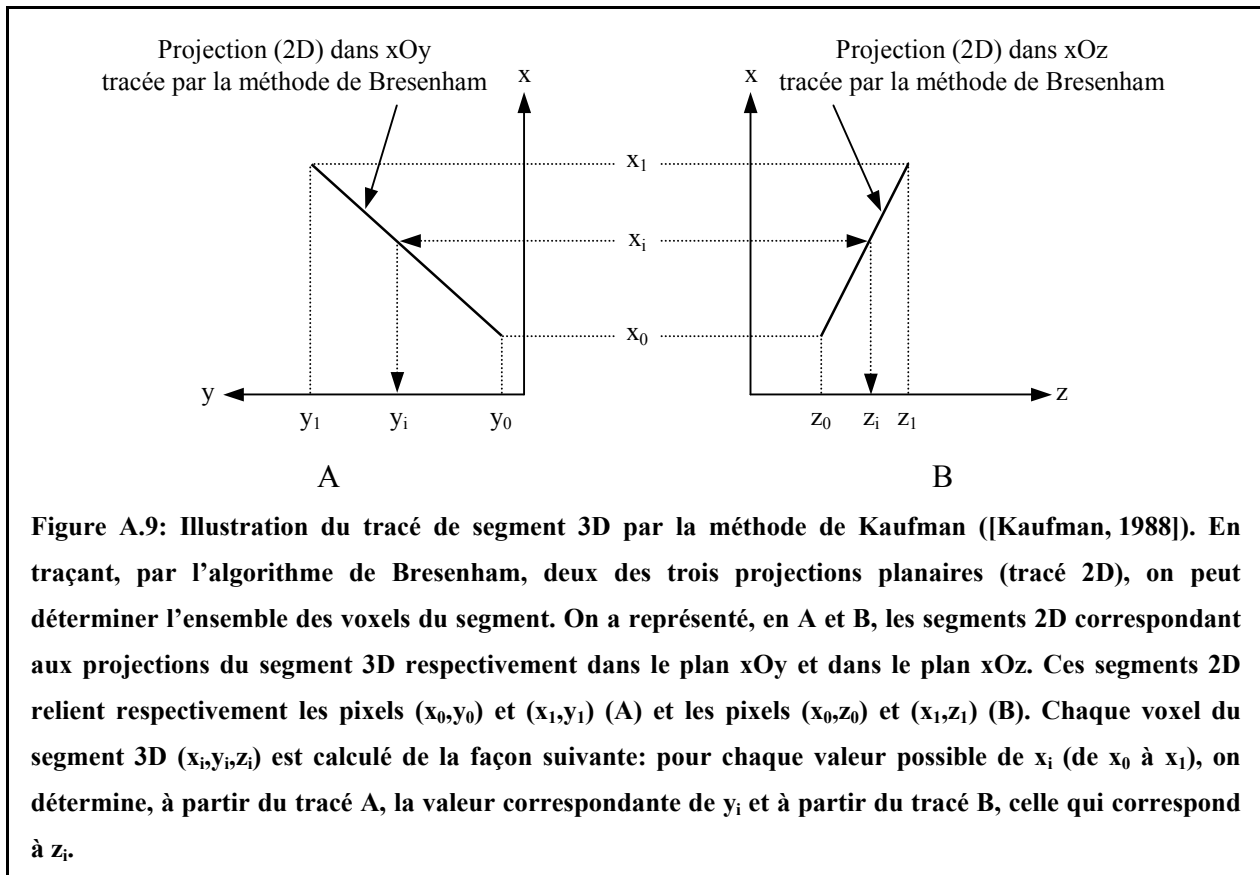 Projection (2D) dans xOy
tracée par la méthode de Bresenham
x
Projection (2D) dans xOz
tracée par la méthode de Bresenham
x
x₁
xᵢ
x₀
y
y₁
yᵢ
y₀
z₀
zᵢ
z₁
z
A
B
Figure A.9: Illustration du tracé de segment 3D par la méthode de Kaufman ([Kaufman, 1988]). En
traçant, par l’algorithme de Bresenham, deux des trois projections planaires (tracé 2D), on peut
déterminer l’ensemble des voxels du segment. On a représenté, en A et B, les segments 2D correspondant
aux projections du segment 3D respectivement dans le plan xOy et dans le plan xOz. Ces segments 2D
relient respectivement les pixels (x₀,y₀) et (x₁,y₁) (A) et les pixels (x₀,z₀) et (x₁,z₁) (B). Chaque voxel du
segment 3D (xᵢ,yᵢ,zᵢ) est calculé de la façon suivante: pour chaque valeur possible de xᵢ (de x₀ à x₁), on
détermine, à partir du tracé A, la valeur correspondante de yᵢ et à partir du tracé B, celle qui correspond
à zᵢ.